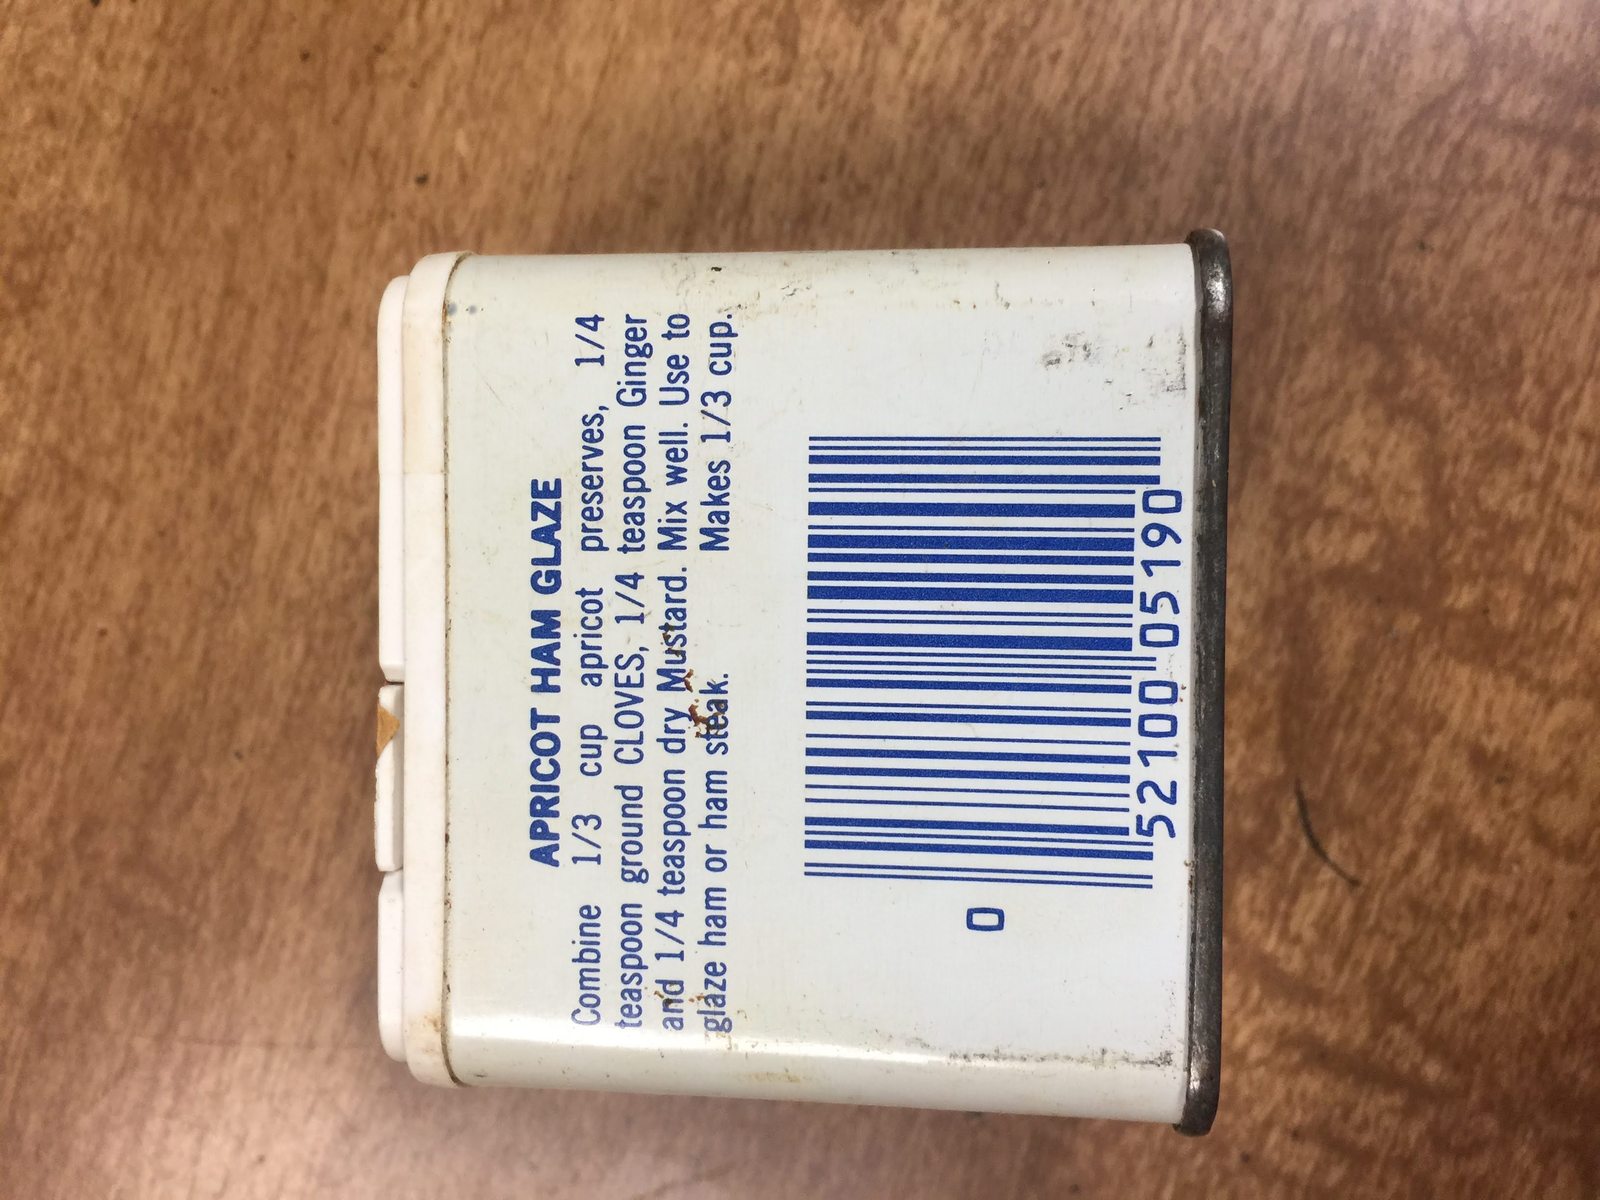 APRICOT HAM GLAZE
Combine 1/3 cup apricot preserves, 1/4
teaspoon ground CLOVES, 1/4 teaspoon Ginger
and 1/4 teaspoon dry Mustard. Mix well. Use to
glaze ham or ham steak. Makes 1/3 cup.
0
52100 05190